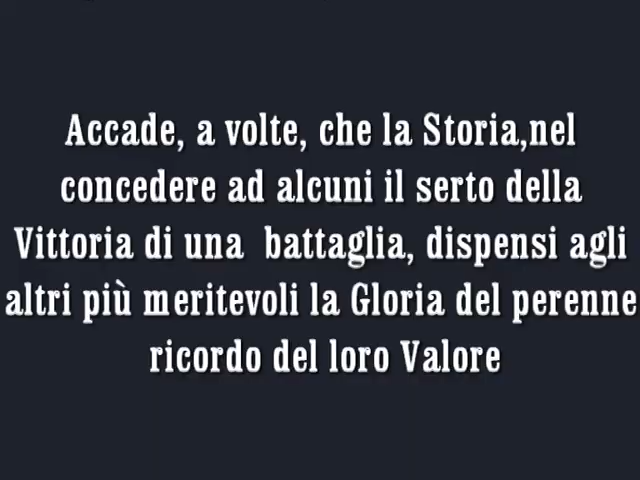 Accade, a volte, che la Storia,nel
concedere ad alcuni il serto della
Vittoria di una  battaglia, dispensi agli
altri più meritevoli la Gloria del perenne
ricordo del loro Valore